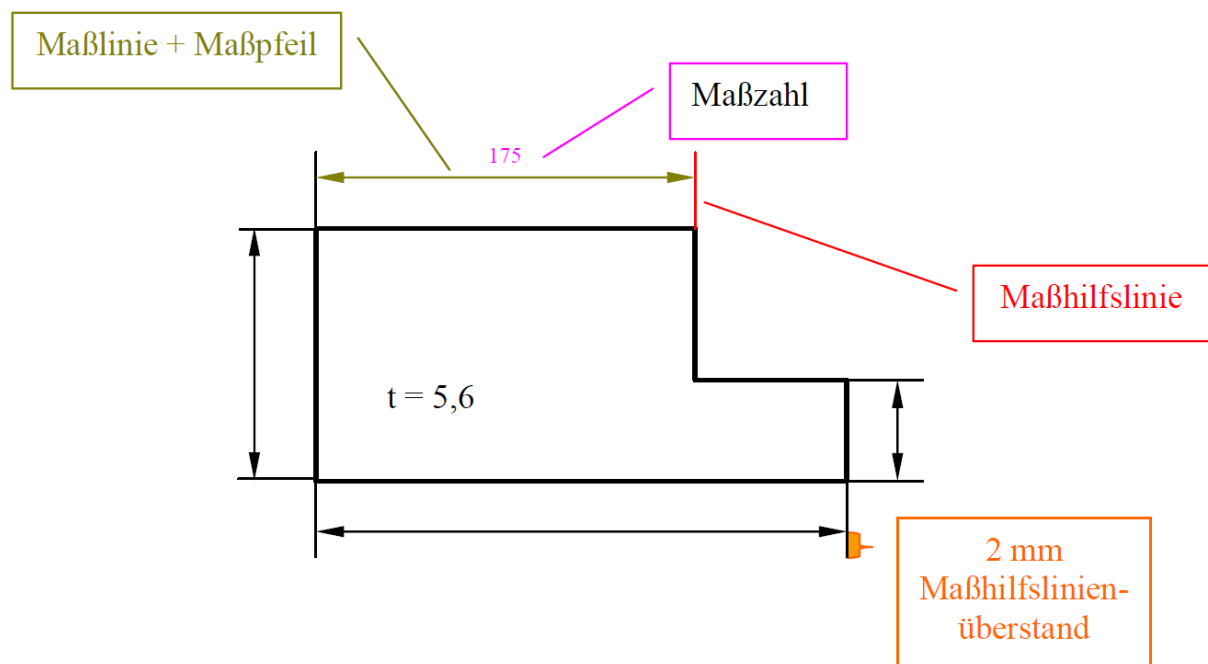 Maßlinie + Maßpfeil
Maßzahl
175
Maßhilfslinie
t = 5,6
2 mm
Maßhilfslinien-
überstand